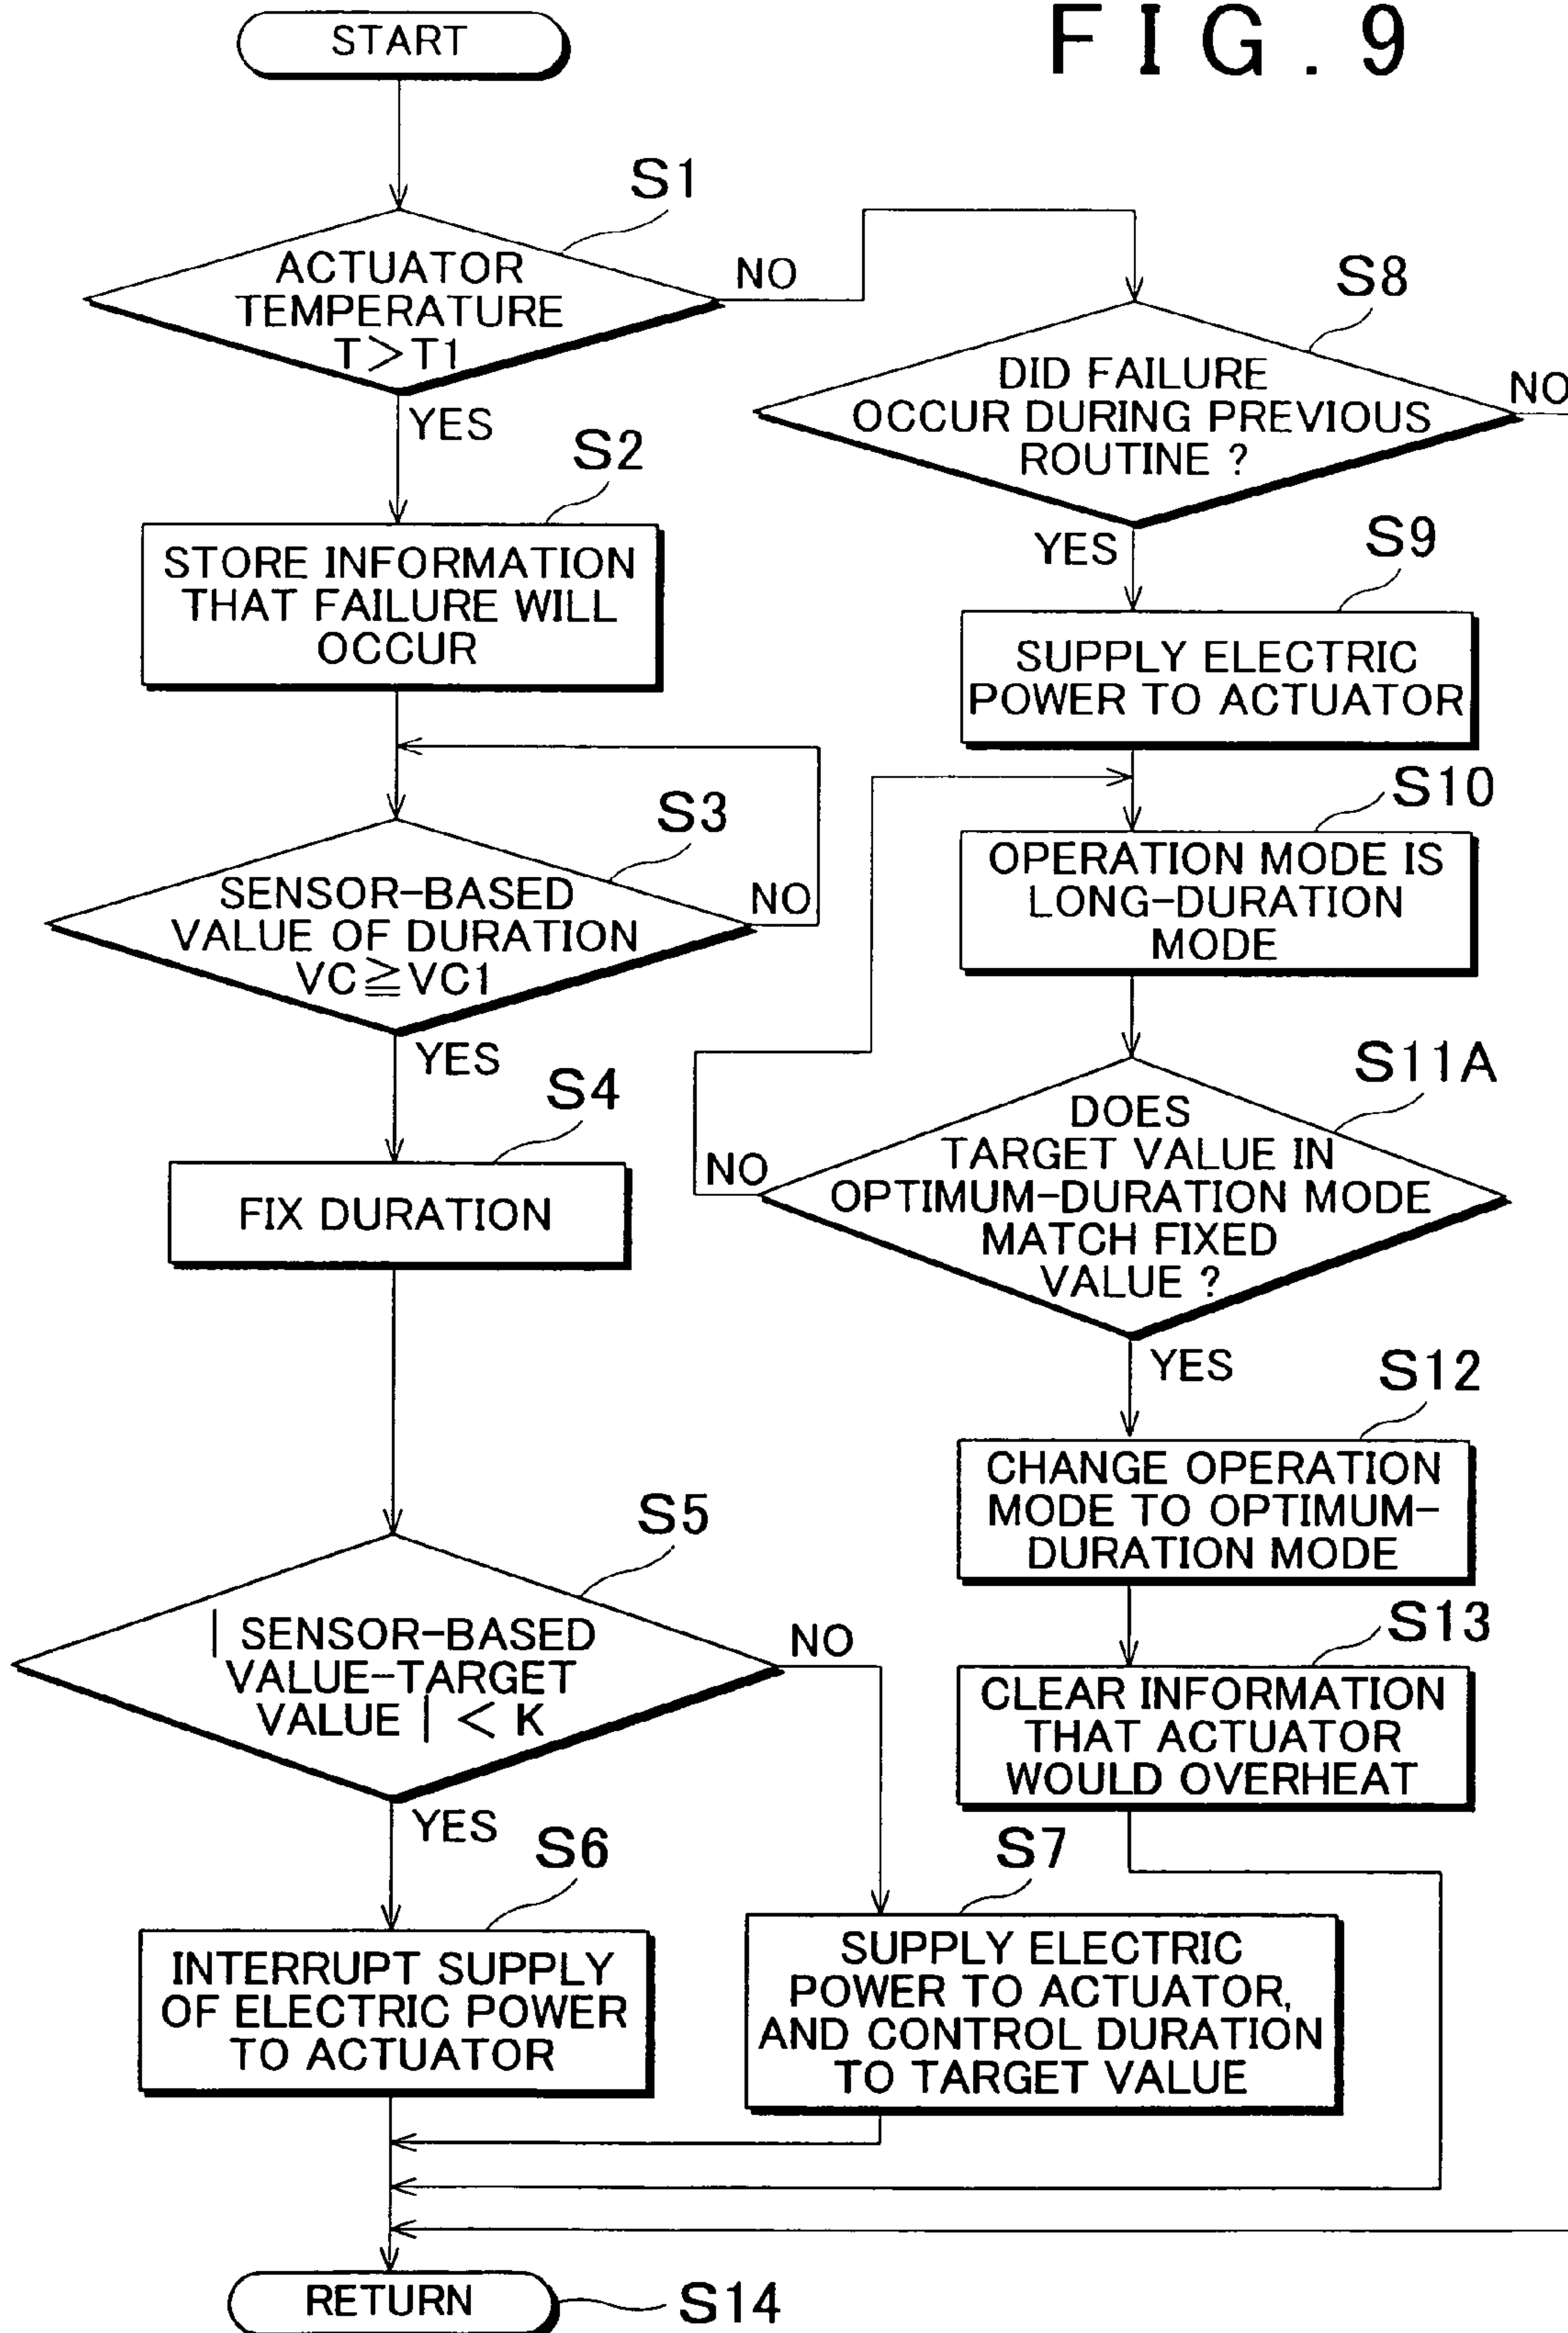 FIG. 9
START
S1
ACTUATOR
TEMPERATURE
T>T1
NO
YES
S2
STORE INFORMATION
THAT FAILURE WILL
OCCUR
S3
SENSOR-BASED
VALUE OF DURATION
VC≧VC1
NO
YES
S4
FIX DURATION
S5
| SENSOR-BASED
VALUE-TARGET
VALUE | < K
NO
YES
S6
INTERRUPT SUPPLY
OF ELECTRIC POWER
TO ACTUATOR
S7
SUPPLY ELECTRIC
POWER TO ACTUATOR,
AND CONTROL DURATION
TO TARGET VALUE
S8
DID FAILURE
OCCUR DURING PREVIOUS
ROUTINE ?
NO
YES
S9
SUPPLY ELECTRIC
POWER TO ACTUATOR
S10
OPERATION MODE IS
LONG-DURATION
MODE
S11A
DOES
TARGET VALUE IN
OPTIMUM-DURATION MODE
MATCH FIXED
VALUE ?
NO
YES
S12
CHANGE OPERATION
MODE TO OPTIMUM-
DURATION MODE
S13
CLEAR INFORMATION
THAT ACTUATOR
WOULD OVERHEAT
RETURN
S14